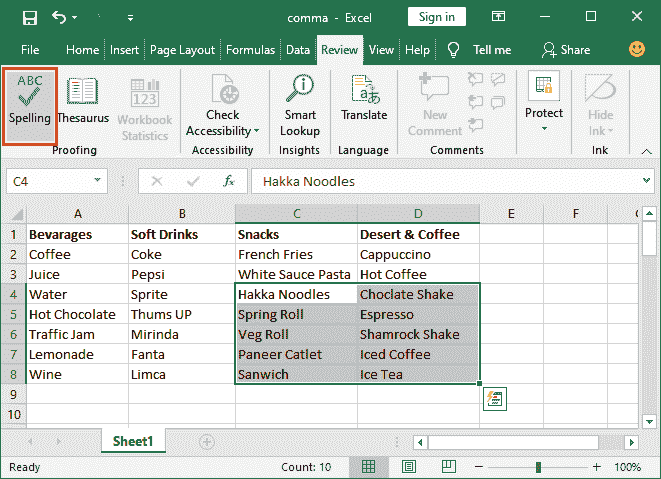 comma - Excel
Sign in
File Home Insert Page Layout Formulas Data Review View Help Tell me Share
ABC
Spelling
Thesaurus
123
Workbook
Statistics
Proofing
Check
Accessibility
Accessibility
Smart
Lookup
Insights
a
Translate
Language
New
Comment
Comments
Protect
Hide
Ink
Ink
C4 fx Hakka Noodles
A B C D E F
1 Bevarages Soft Drinks Snacks Desert & Coffee
2 Coffee Coke French Fries Cappuccino
3 Juice Pepsi White Sauce Pasta Hot Coffee
4 Water Sprite Hakka Noodles Choclate Shake
5 Hot Chocolate Thums UP Spring Roll Espresso
6 Traffic Jam Mirinda Veg Roll Shamrock Shake
7 Lemonade Fanta Paneer Catlet Iced Coffee
8 Wine Limca Sanwich Ice Tea
9
10
Sheet1
Ready Count: 10 100%